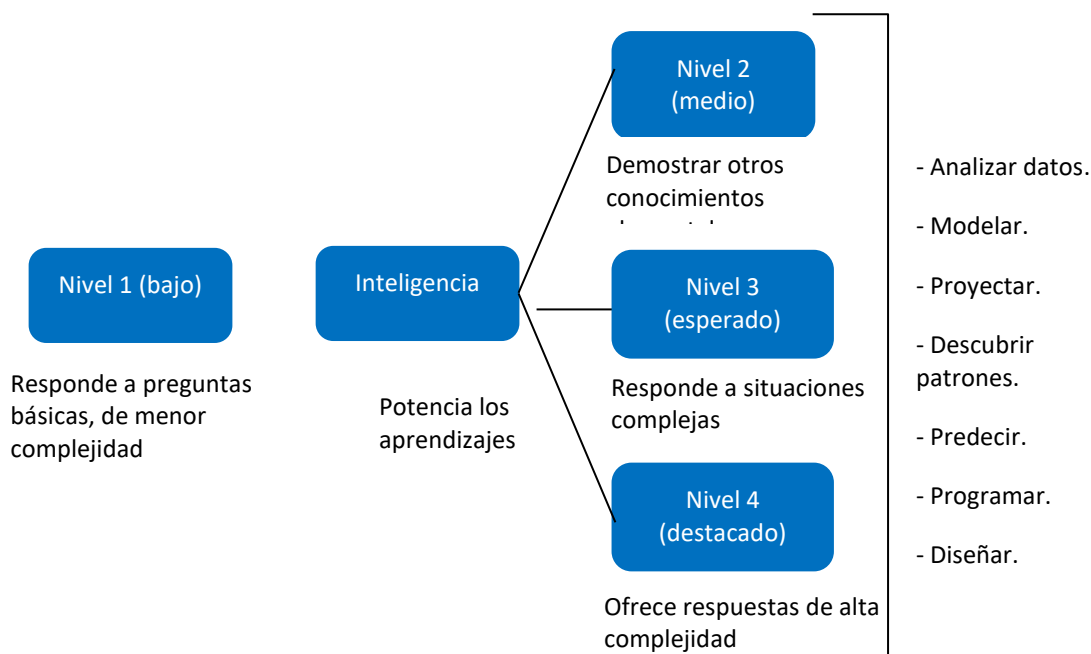 Nivel 1 (bajo)
Responde a preguntas
básicas, de menor
complejidad
Inteligencia
Potencia los
aprendizajes
Nivel 2
(medio)
Demostrar otros
conocimientos
Nivel 3
(esperado)
Responde a situaciones
complejas
Nivel 4
(destacado)
Ofrece respuestas de alta
complejidad
- Analizar datos.
- Modelar.
- Proyectar.
- Descubrir
patrones.
- Predecir.
- Programar.
- Diseñar.